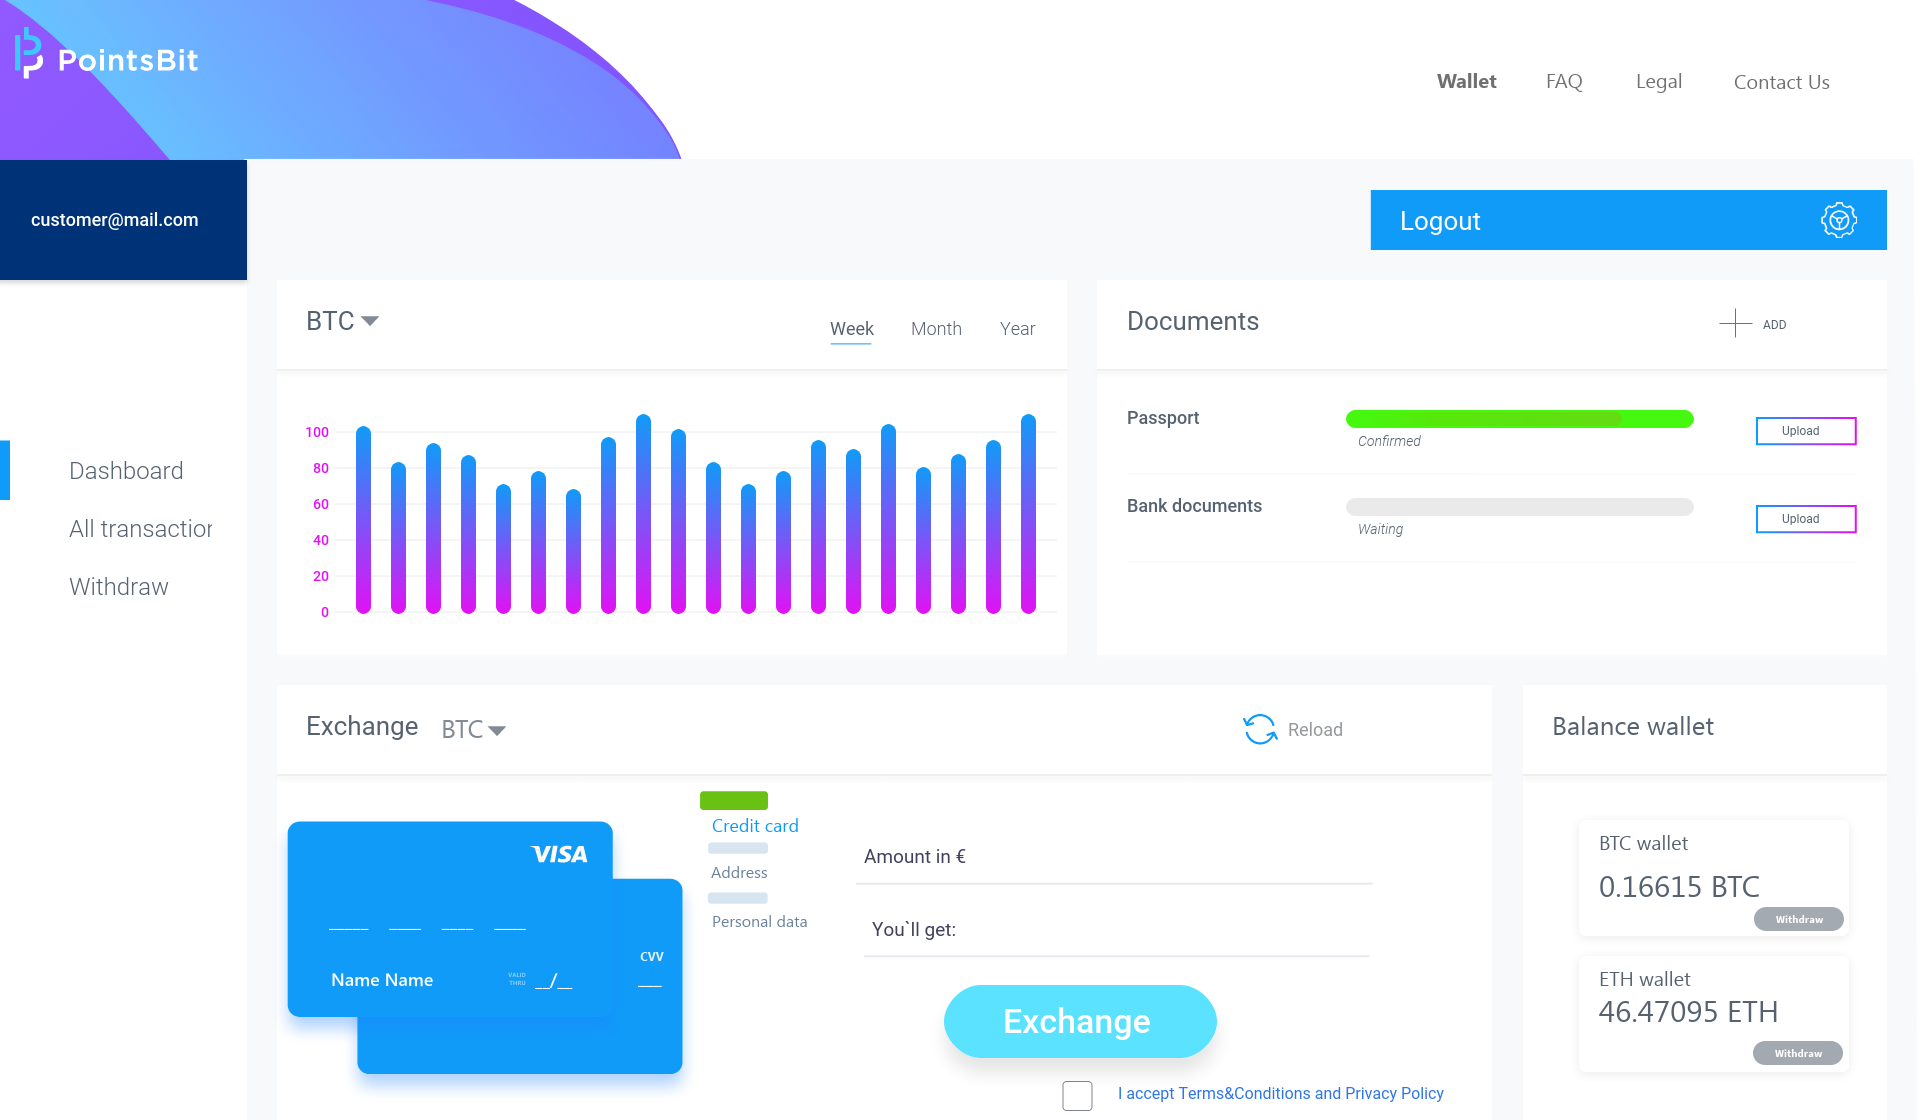 PointsBit
Wallet FAQ Legal Contact Us
customer@mail.com
Logout
BTC
Week Month Year
Documents
ADD
100
80
60
40
20
0
Passport
Confirmed
Upload
Bank documents
Waiting
Upload
Dashboard
All transaction
Withdraw
Exchange BTC
Reload
Balance wallet
VISA
_____ ____ ____ ____
Name Name
VALID
THRU
__/__
CVV
___
Credit card
Address
Personal data
Amount in €
You`ll get:
Exchange
I accept Terms&Conditions and Privacy Policy
BTC wallet
0.16615 BTC
Withdraw
ETH wallet
46.47095 ETH
Withdraw